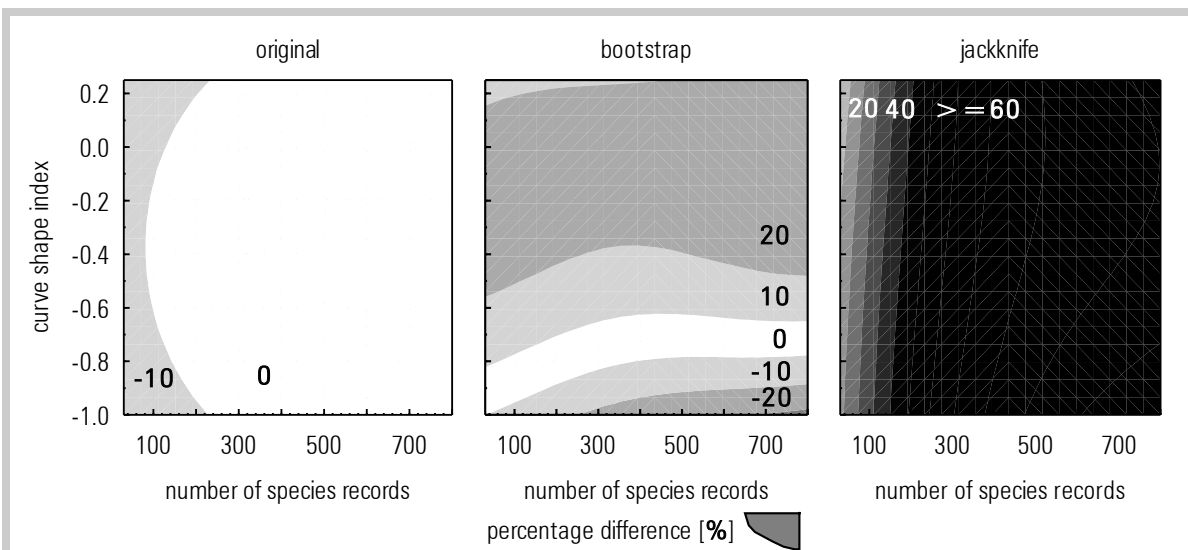 original bootstrap jackknife
curve shape index
0.2
0.0
-0.2
-0.4
-0.6
-0.8
-1.0
-10 0
20
10
0
-10
-20
20 40 >=60
100 300 500 700 100 300 500 700 100 300 500 700
number of species records number of species records number of species records
percentage difference [%]